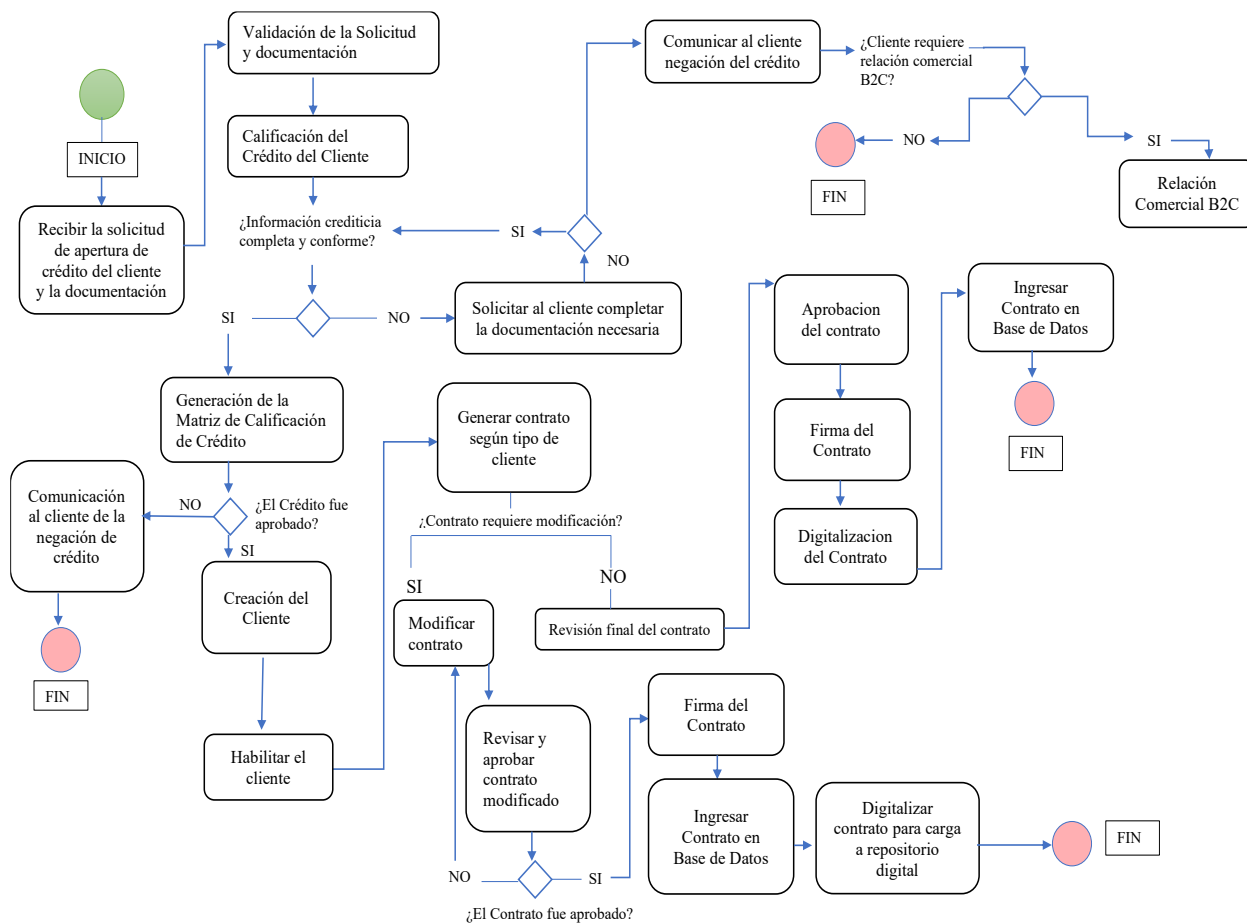 Validación de la Solicitud
y documentación
Comunicar al cliente
negación del crédito
¿Cliente requiere
relación comercial
B2C?
INICIO
Calificación del
Crédito del Cliente
NO
FIN
SI
Relación
Comercial B2C
Recibir la solicitud
de apertura de
crédito del cliente
y la documentación
¿Información crediticia
completa y conforme?
SI
NO
SI
NO
Solicitar al cliente completar
la documentación necesaria
Aprobacion
del contrato
Ingresar
Contrato en
Base de Datos
Generación de la
Matriz de Calificación
de Crédito
Generar contrato
según tipo de
cliente
Firma del
Contrato
FIN
Comunicación
al cliente de la
negación de
crédito
NO
¿El Crédito fue
aprobado?
SI
¿Contrato requiere modificación?
Digitalizacion
del Contrato
SI
NO
Creación del
Cliente
Modificar
contrato
Revisión final del contrato
FIN
Habilitar el
cliente
Revisar y
aprobar
contrato
modificado
Firma del
Contrato
Ingresar
Contrato en
Base de Datos
Digitalizar
contrato para carga
a repositorio
digital
FIN
NO
SI
¿El Contrato fue aprobado?